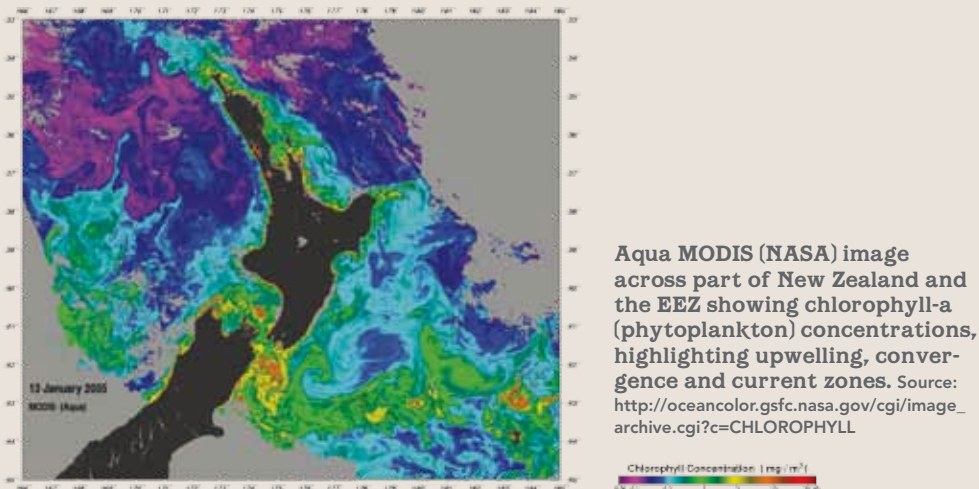 13 January 2005
MODIS (Aqua)
Aqua MODIS (NASA) image
across part of New Zealand and
the EEZ showing chlorophyll-a
(phytoplankton) concentrations,
highlighting upwelling, conver-
gence and current zones. Source:
http://oceancolor.gsfc.nasa.gov/cgi/image_
archive.cgi?c=CHLOROPHYLL
Chlorophyll Concentration ( mg / m³ )